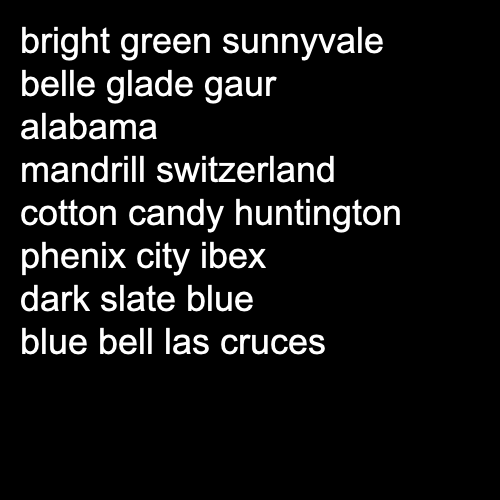 bright green sunnyvale
belle glade gaur
alabama
mandrill switzerland
cotton candy huntington
phenix city ibex
dark slate blue
blue bell las cruces